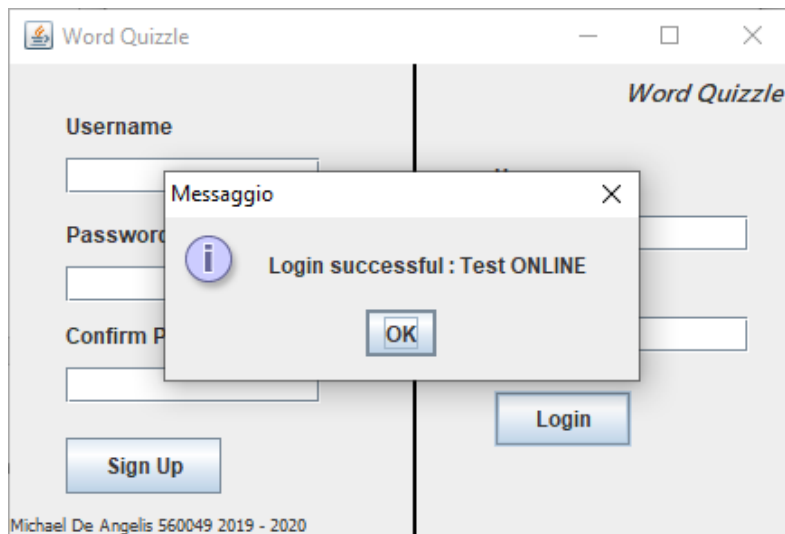 Word Quizzle
Word Quizzle
Username
Messaggio
Password
Login successful : Test ONLINE
OK
Confirm P
Login
Sign Up
Michael De Angelis 560049 2019 - 2020